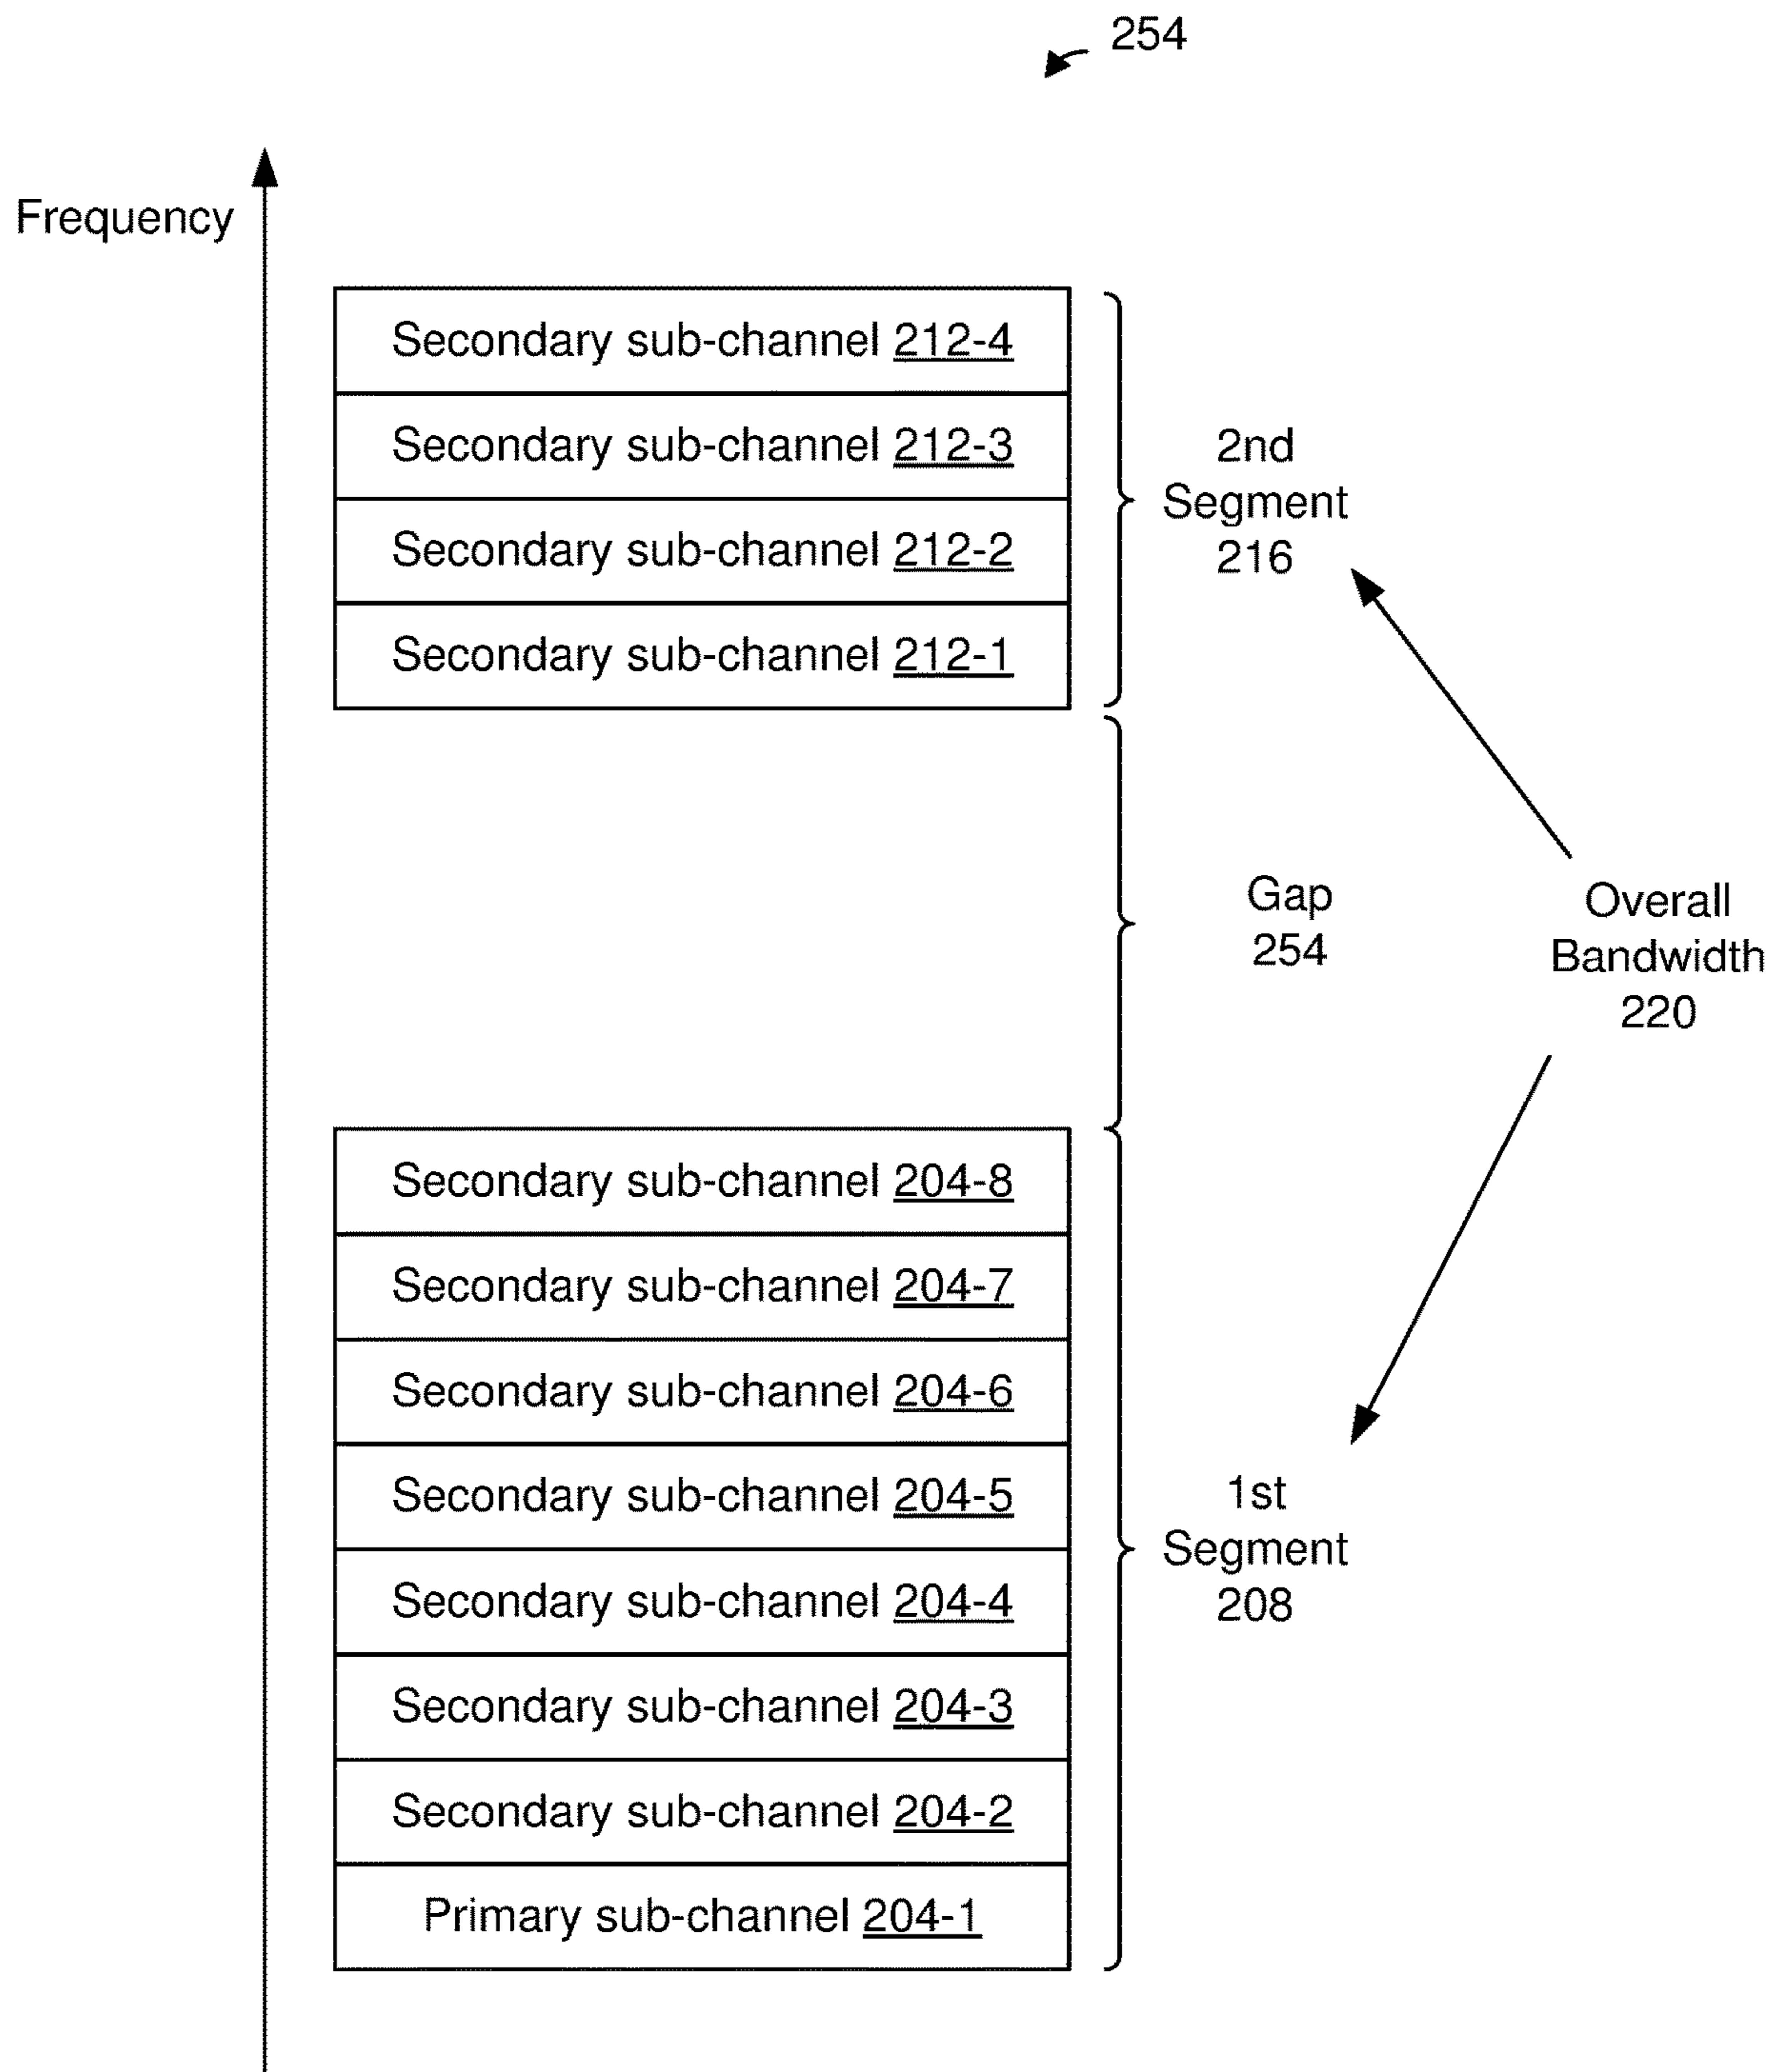 254
Frequency
Secondary sub-channel 212-4
Secondary sub-channel 212-3
Secondary sub-channel 212-2
Secondary sub-channel 212-1
2nd
Segment
216
Gap
254
Overall
Bandwidth
220
Secondary sub-channel 204-8
Secondary sub-channel 204-7
Secondary sub-channel 204-6
Secondary sub-channel 204-5
Secondary sub-channel 204-4
Secondary sub-channel 204-3
Secondary sub-channel 204-2
Primary sub-channel 204-1
1st
Segment
208